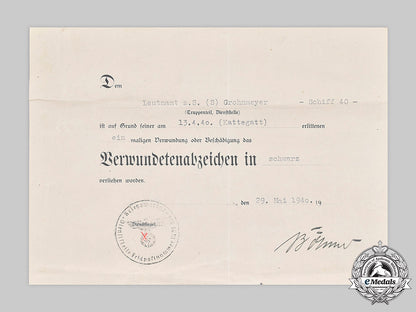 Dem
Leutnant z.S. (S) Grohmeyer - Schiff 40 -
(Truppenteil, Dienststelle)
ist auf Grund seiner am 13.4.40. (Kattegatt) erlittenen
ein maligen Verwundung oder Beschädigung das
Verwundetenabzeichen in schwarz
verliehen worden.
, den 29. Mai 1940. 19
Dienststempel
eMedals